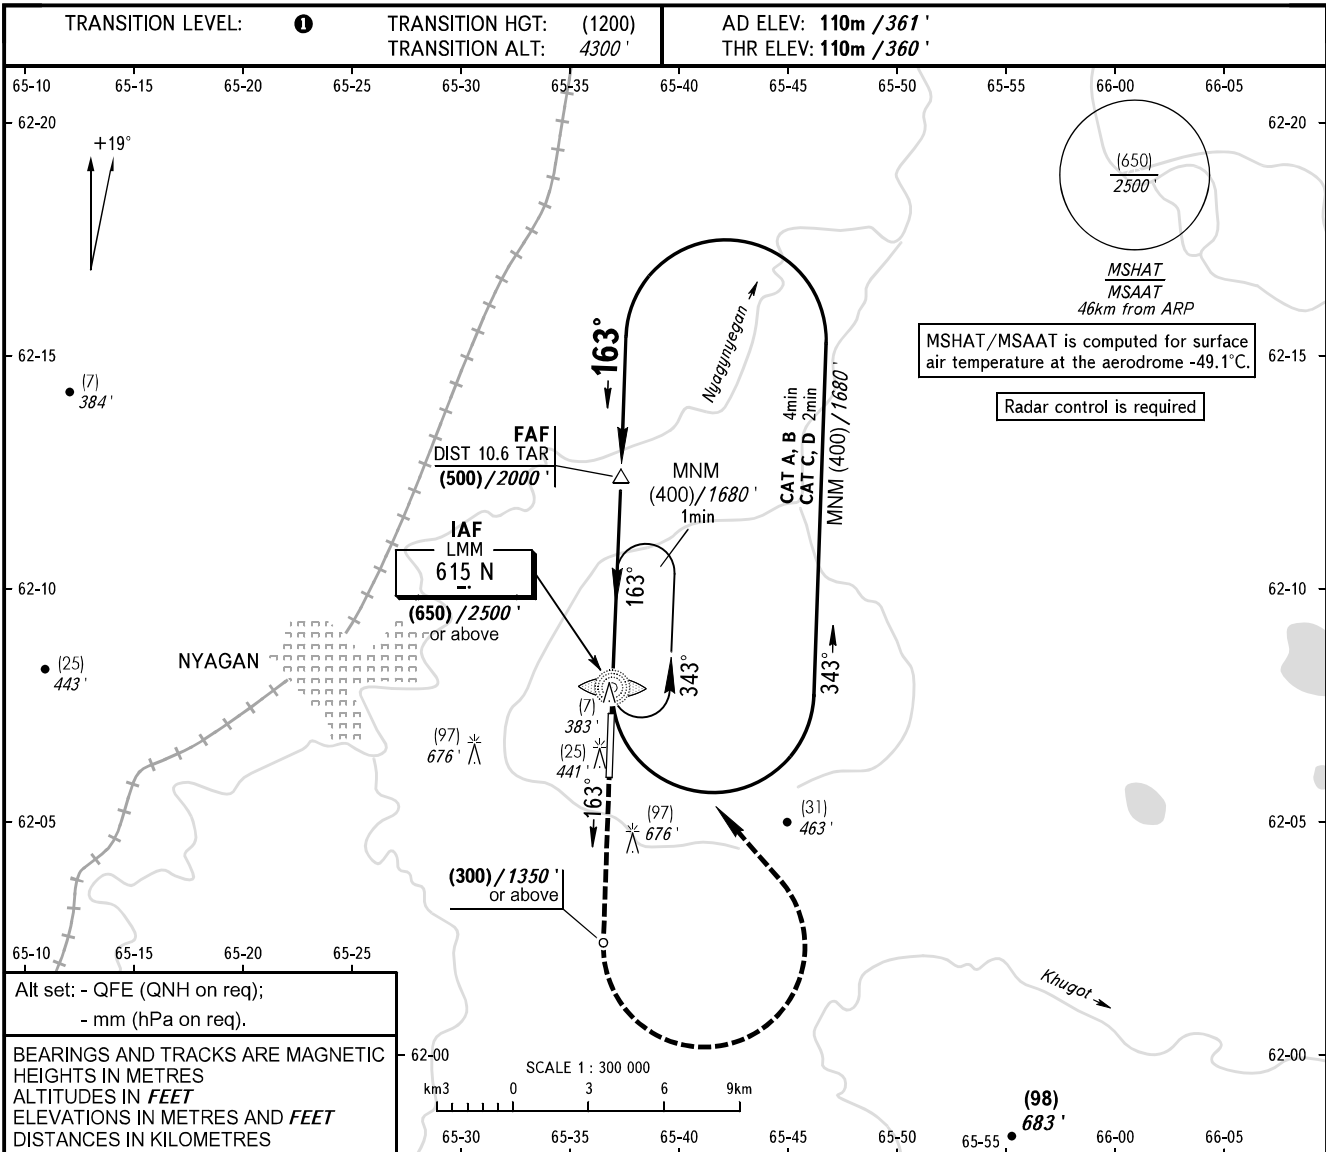 TRANSITION LEVEL: ❶ TRANSITION HGT: (1200) AD ELEV: 110m / 361 '
TRANSITION ALT: 4300 ' THR ELEV: 110m / 360 '
65-10 65-15 65-20 65-25 65-30 65-35 65-40 65-45 65-50 65-55 66-00 66-05
62-20 62-20
+19°
(650)
2500 '
MSHAT
MSAAT
46km from ARP
MSHAT/MSAAT is computed for surface
air temperature at the aerodrome -49.1°C.
Radar control is required
62-15 62-15
163°
Nyagynyegan
(7)
384'
FAF
DIST 10.6 TAR
(500) / 2000 '
MNM
(400) / 1680 '
1min
CAT A, B 4min
CAT C, D 2min
MNM (400) / 1680 '
IAF
LMM
615 N
(650) / 2500 '
or above
62-10 62-10
163°
343°
343°
NYAGAN
(25)
443'
(7)
383 '
(97)
676 '
(25)
441 '
163°
(97)
676 '
(31)
463'
62-05 62-05
(300) / 1350 '
or above
65-10 65-15 65-20 65-25
Khugot
Alt set: - QFE (QNH on req);
- mm (hPa on req).
BEARINGS AND TRACKS ARE MAGNETIC
HEIGHTS IN METRES
ALTITUDES IN FEET
ELEVATIONS IN METRES AND FEET
DISTANCES IN KILOMETRES
62-00 62-00
SCALE 1 : 300 000
km3 0 3 6 9km
(98)
683 '
65-30 65-35 65-40 65-45 65-50 65-55 66-00 66-05